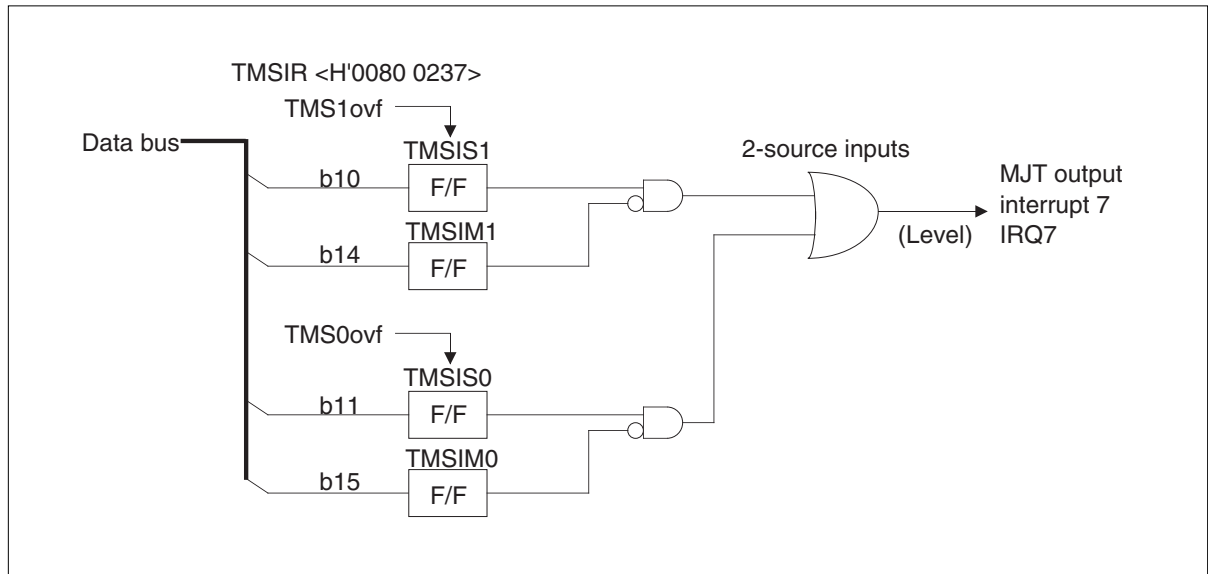 TMSIR <H'0080 0237>
TMS1ovf
Data bus
TMSIS1
2-source inputs
b10
F/F
MJT output
interrupt 7
IRQ7
(Level)
TMSIM1
b14
F/F
TMS0ovf
TMSIS0
b11
F/F
TMSIM0
b15
F/F